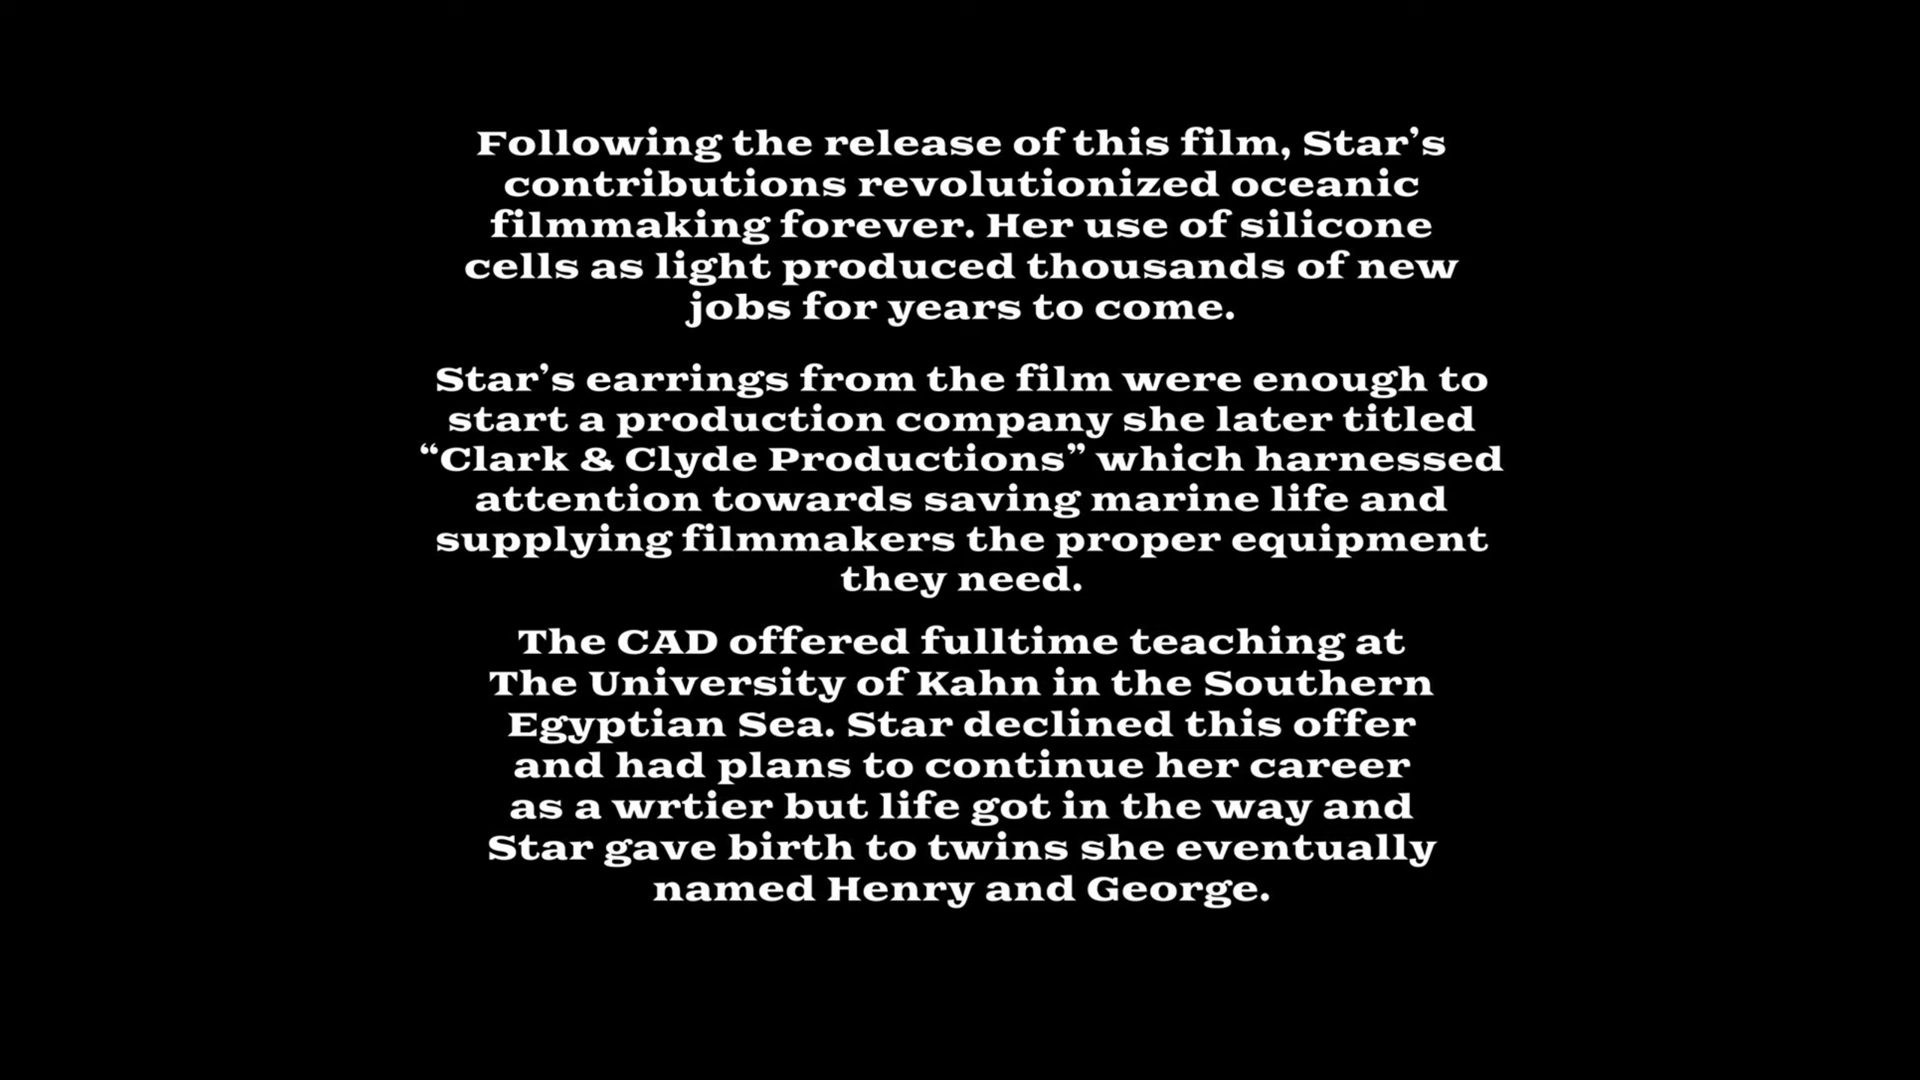 Following the release of this film, Star’s
contributions revolutionized oceanic
filmmaking forever. Her use of silicone
cells as light produced thousands of new
jobs for years to come.
Star’s earrings from the film were enough to
start a production company she later titled
“Clark & Clyde Productions” which harnessed
attention towards saving marine life and
supplying filmmakers the proper equipment
they need.
The CAD offered fulltime teaching at
The University of Kahn in the Southern
Egyptian Sea. Star declined this offer
and had plans to continue her career
as a wrtier but life got in the way and
Star gave birth to twins she eventually
named Henry and George.